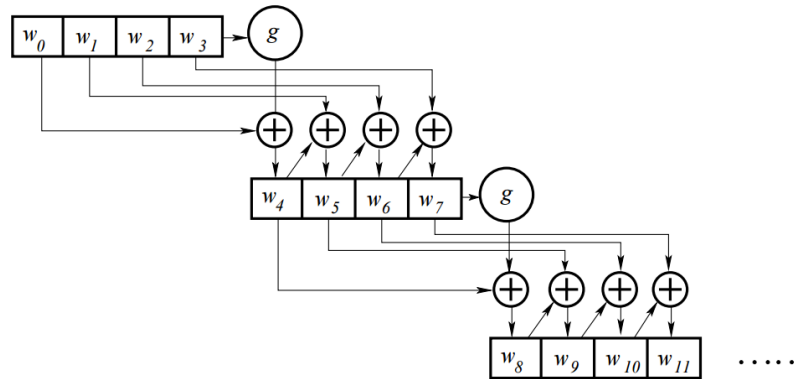 w0 w1 w2 w3 g
+ + + +
w4 w5 w6 w7 g
+ + + +
w8 w9 w10 w11 .....